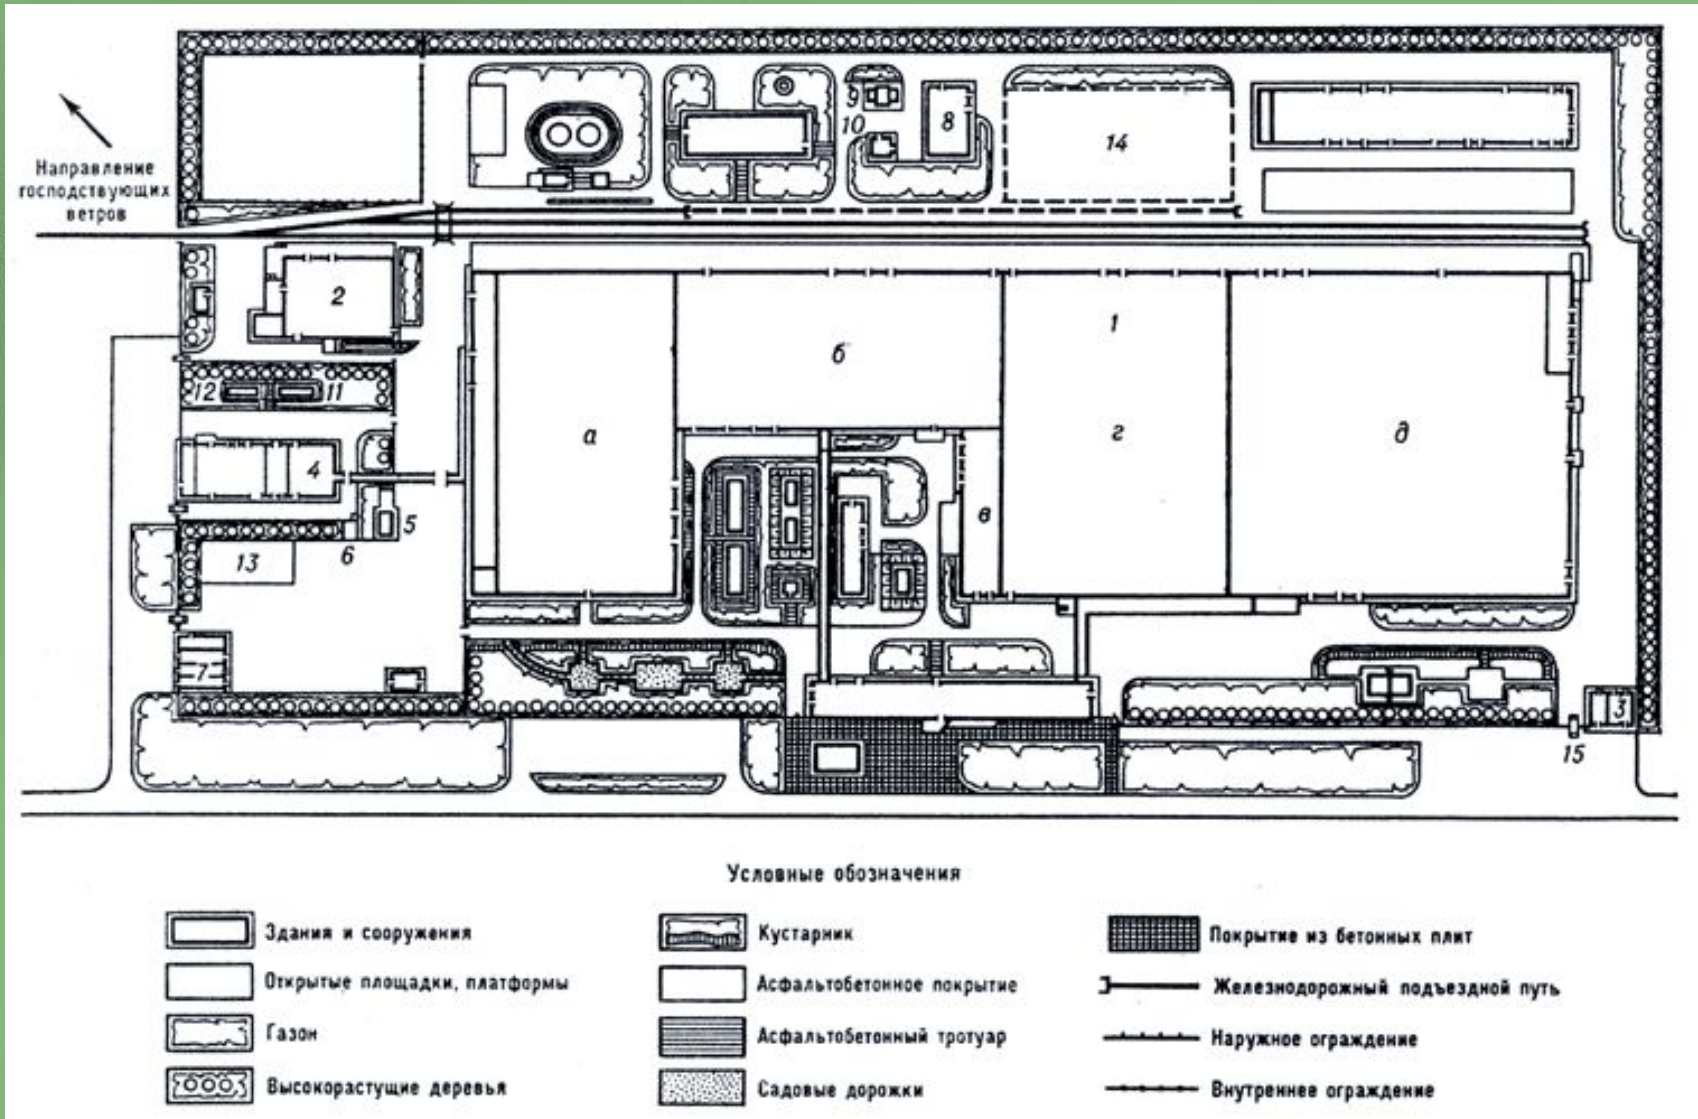 9
8
10
14
Направление
господствующих
ветров
2
1
б
12
11
а
г
д
4
в
5
6
13
7
3
15
Условные обозначения
Здания и сооружения
Открытые площадки, платформы
Газон
Высокорастущие деревья
Кустарник
Асфальтобетонное покрытие
Асфальтобетонный тротуар
Садовые дорожки
Покрытие из бетонных плит
Железнодорожный подъездной путь
Наружное ограждение
Внутреннее ограждение